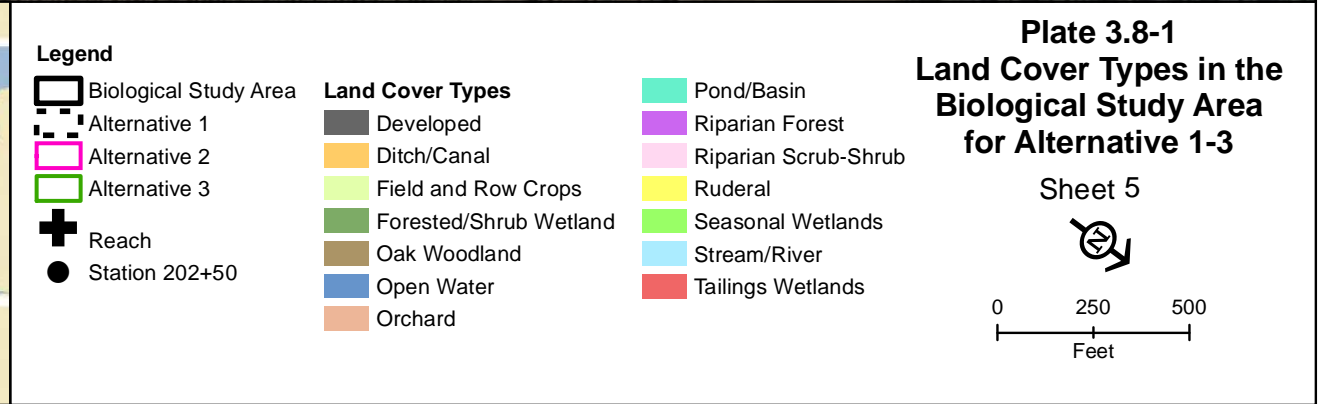 Legend
Biological Study Area
Alternative 1
Alternative 2
Alternative 3
Reach
Station 202+50
Land Cover Types
Developed
Ditch/Canal
Field and Row Crops
Forested/Shrub Wetland
Oak Woodland
Open Water
Orchard
Pond/Basin
Riparian Forest
Riparian Scrub-Shrub
Ruderal
Seasonal Wetlands
Stream/River
Tailings Wetlands
Plate 3.8-1
Land Cover Types in the
Biological Study Area
for Alternative 1-3
Sheet 5
N
0 250 500
Feet